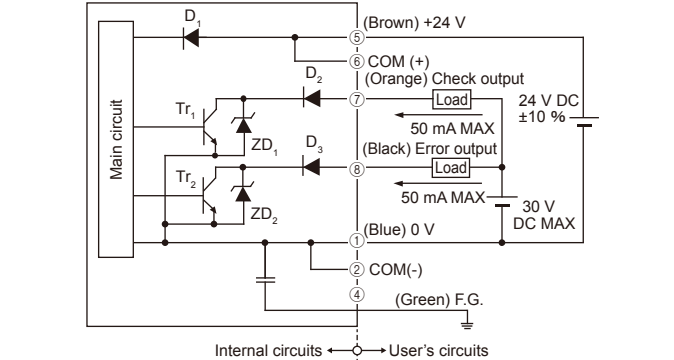 D1
(Brown) +24 V
⑤
⑥ COM (+)
D2
(Orange) Check output
⑦
Load
24 V DC
±10 %
Tr1
50 mA MAX
Main circuit
ZD1
D3
(Black) Error output
⑧
Load
Tr2
50 mA MAX
30 V
DC MAX
ZD2
(Blue) 0 V
①
② COM(-)
④
(Green) F.G.
Internal circuits
User's circuits